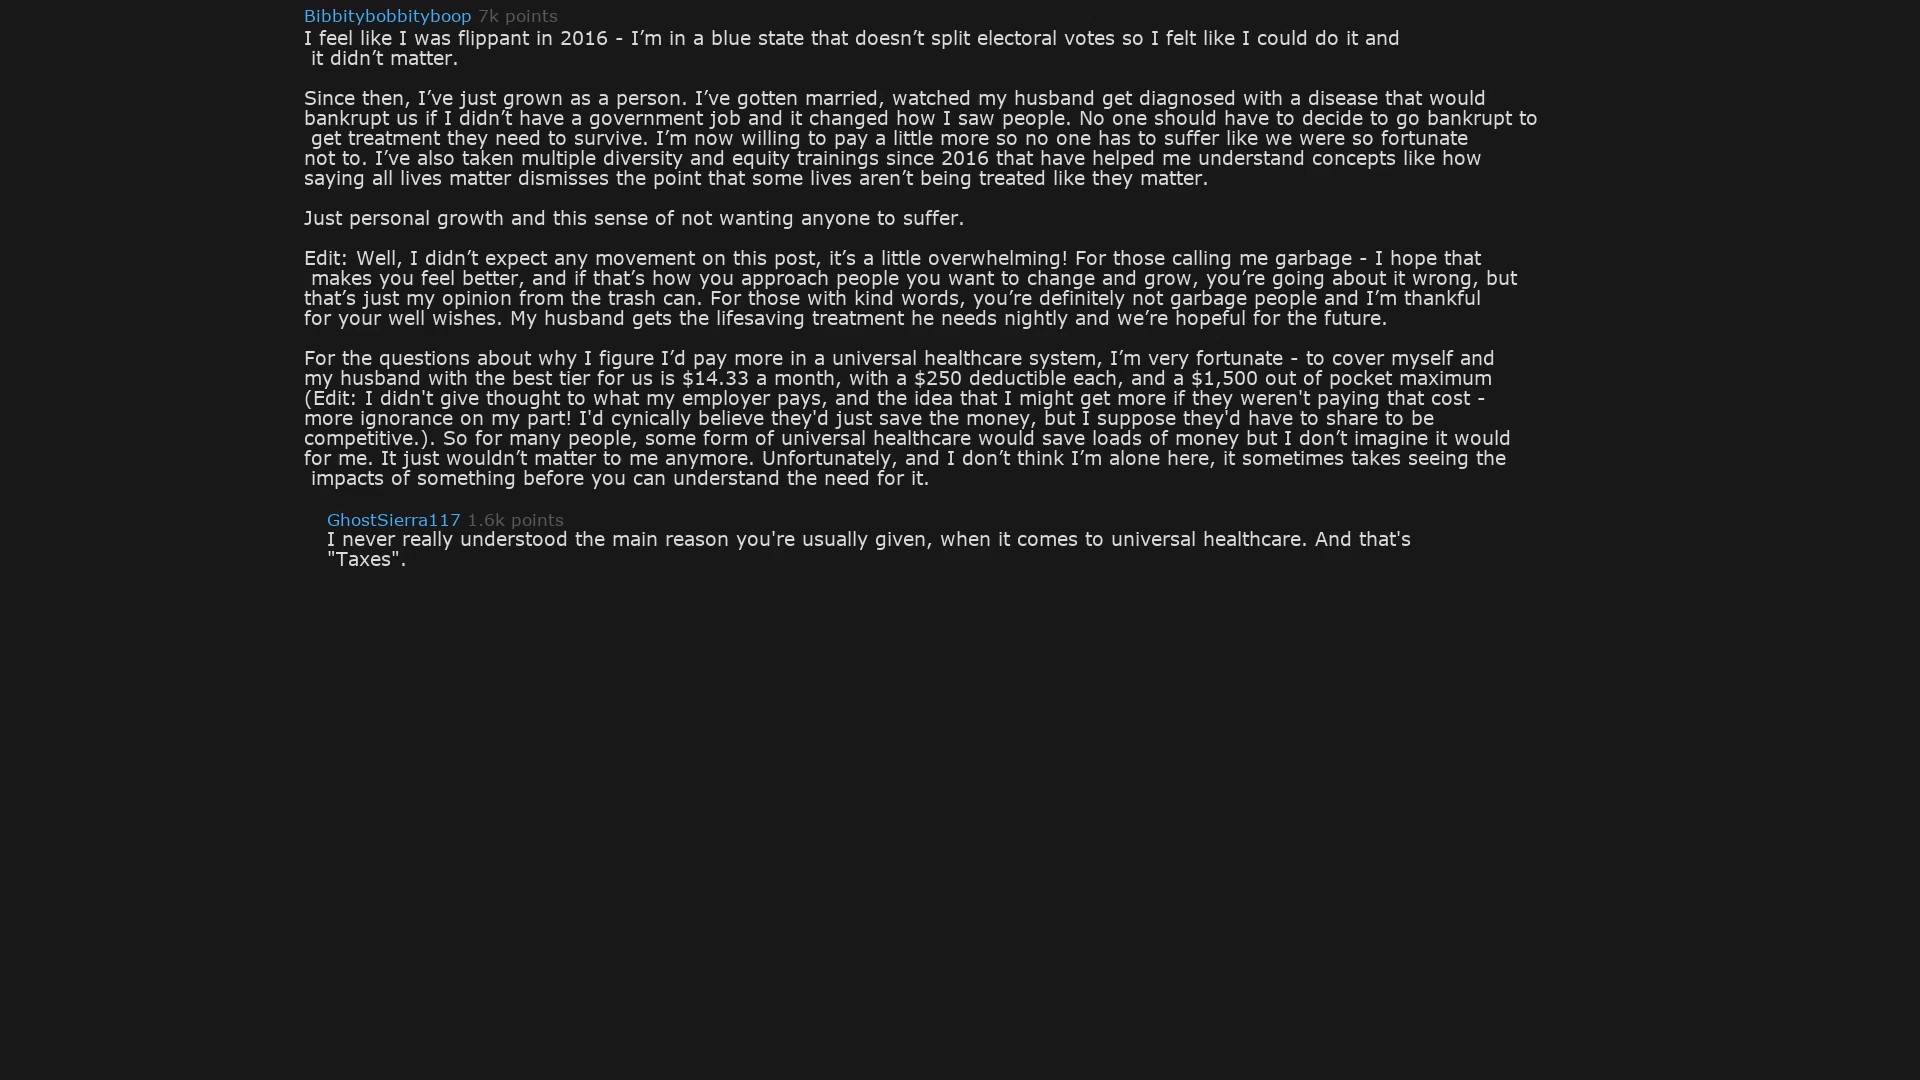 Bibbitybobbityboop 7k points
I feel like I was flippant in 2016 - I’m in a blue state that doesn’t split electoral votes so I felt like I could do it and
it didn’t matter.
Since then, I’ve just grown as a person. I’ve gotten married, watched my husband get diagnosed with a disease that would
bankrupt us if I didn’t have a government job and it changed how I saw people. No one should have to decide to go bankrupt to
get treatment they need to survive. I’m now willing to pay a little more so no one has to suffer like we were so fortunate
not to. I’ve also taken multiple diversity and equity trainings since 2016 that have helped me understand concepts like how
saying all lives matter dismisses the point that some lives aren’t being treated like they matter.
Just personal growth and this sense of not wanting anyone to suffer.
Edit: Well, I didn’t expect any movement on this post, it’s a little overwhelming! For those calling me garbage - I hope that
makes you feel better, and if that’s how you approach people you want to change and grow, you’re going about it wrong, but
that’s just my opinion from the trash can. For those with kind words, you’re definitely not garbage people and I’m thankful
for your well wishes. My husband gets the lifesaving treatment he needs nightly and we’re hopeful for the future.
For the questions about why I figure I’d pay more in a universal healthcare system, I’m very fortunate - to cover myself and
my husband with the best tier for us is $14.33 a month, with a $250 deductible each, and a $1,500 out of pocket maximum
(Edit: I didn't give thought to what my employer pays, and the idea that I might get more if they weren't paying that cost -
more ignorance on my part! I'd cynically believe they'd just save the money, but I suppose they'd have to share to be
competitive.). So for many people, some form of universal healthcare would save loads of money but I don’t imagine it would
for me. It just wouldn’t matter to me anymore. Unfortunately, and I don’t think I’m alone here, it sometimes takes seeing the
impacts of something before you can understand the need for it.
GhostSierra117 1.6k points
I never really understood the main reason you're usually given, when it comes to universal healthcare. And that's
"Taxes".